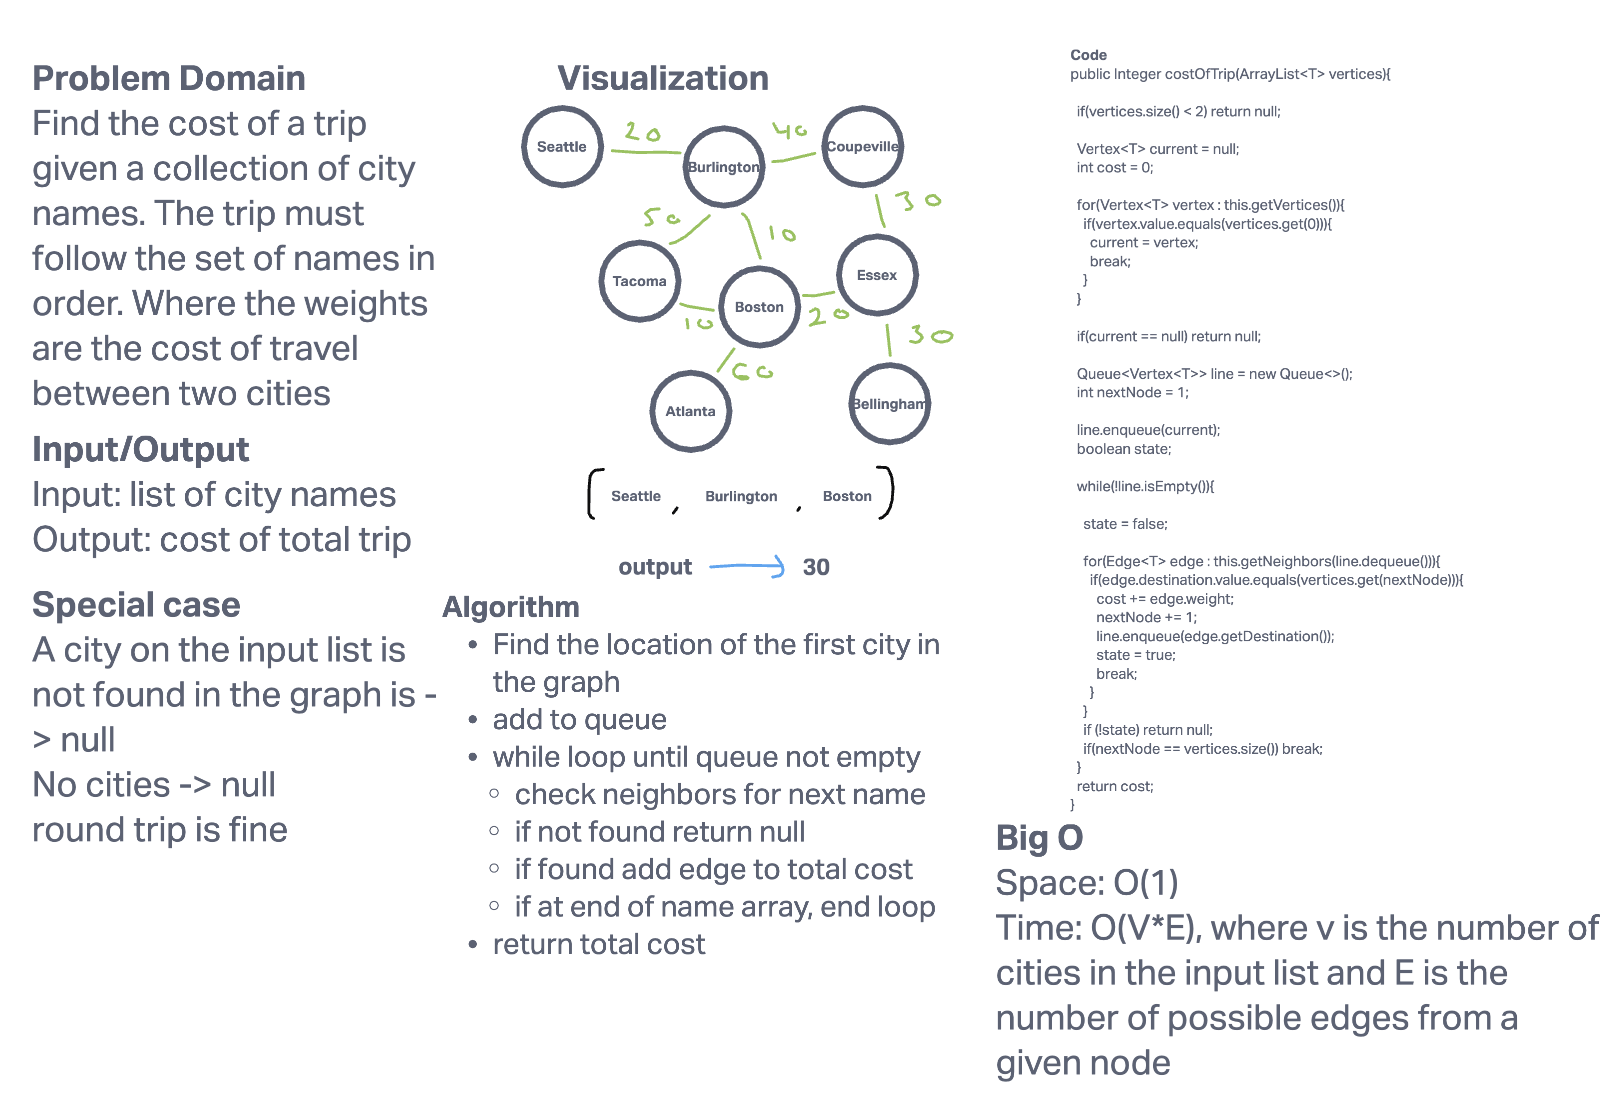 Problem Domain
Find the cost of a trip
given a collection of city
names. The trip must
follow the set of names in
order. Where the weights
are the cost of travel
between two cities
Input/Output
Input: list of city names
Output: cost of total trip
Special case
A city on the input list is
not found in the graph is -
> null
No cities -> null
round trip is fine
Visualization
Seattle
20
Burlington
40
Coupeville
50
10
30
Tacoma
Boston
Essex
10
20
60
30
Atlanta
Bellingham
[ Seattle , Burlington , Boston ]
output → 30
Algorithm
• Find the location of the first city in
the graph
• add to queue
• while loop until queue not empty
◦ check neighbors for next name
◦ if not found return null
◦ if found add edge to total cost
◦ if at end of name array, end loop
• return total cost
Code
public Integer costOfTrip(ArrayList<T> vertices){
if(vertices.size() < 2) return null;
Vertex<T> current = null;
int cost = 0;
for(Vertex<T> vertex : this.getVertices()){
if(vertex.value.equals(vertices.get(0))){
current = vertex;
break;
}
}
if(current == null) return null;
Queue<Vertex<T>> line = new Queue<>();
int nextNode = 1;
line.enqueue(current);
boolean state;
while(!line.isEmpty()){
state = false;
for(Edge<T> edge : this.getNeighbors(line.dequeue())){
if(edge.destination.value.equals(vertices.get(nextNode))){
cost += edge.weight;
nextNode += 1;
line.enqueue(edge.getDestination());
state = true;
break;
}
}
if (!state) return null;
if(nextNode == vertices.size()) break;
}
return cost;
}
Big O
Space: O(1)
Time: O(V*E), where v is the number of
cities in the input list and E is the
number of possible edges from a
given node